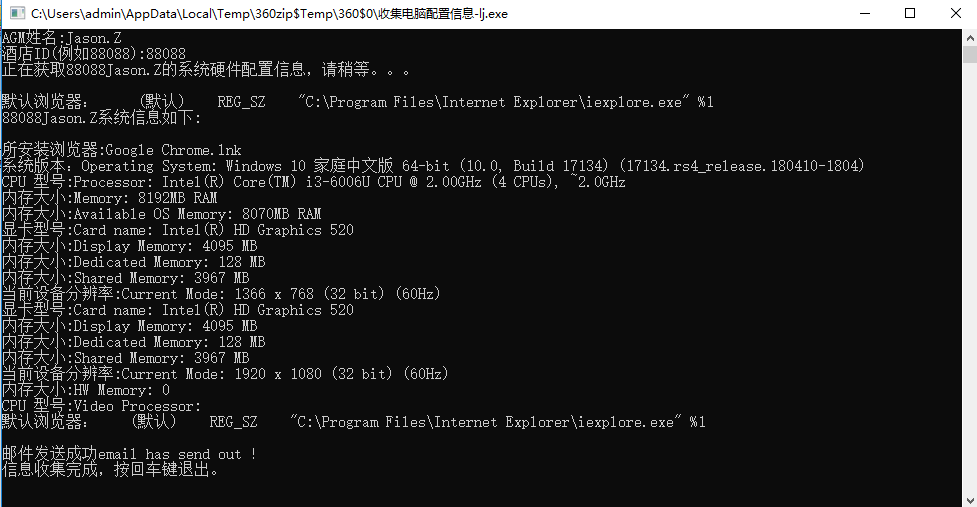 C:\Users\admin\AppData\Local\Temp\360zip$Temp\360$0\收集电脑配置信息-lj.exe
AGM姓名:Jason.Z
酒店ID(例如88088):88088
正在获取88088Jason.Z的系统硬件配置信息，请稍等。。。
默认浏览器： (默认) REG_SZ "C:\Program Files\Internet Explorer\iexplore.exe" %1
88088Jason.Z系统信息如下:
所安装浏览器:Google Chrome.lnk
系统版本: Operating System: Windows 10 家庭中文版 64-bit (10.0, Build 17134) (17134.rs4_release.180410-1804)
CPU 型号:Processor: Intel(R) Core(TM) i3-6006U CPU @ 2.00GHz (4 CPUs), ~2.0GHz
内存大小:Memory: 8192MB RAM
内存大小:Available OS Memory: 8070MB RAM
显卡型号:Card name: Intel(R) HD Graphics 520
内存大小:Display Memory: 4095 MB
内存大小:Dedicated Memory: 128 MB
内存大小:Shared Memory: 3967 MB
当前设备分辨率:Current Mode: 1366 x 768 (32 bit) (60Hz)
显卡型号:Card name: Intel(R) HD Graphics 520
内存大小:Display Memory: 4095 MB
内存大小:Dedicated Memory: 128 MB
内存大小:Shared Memory: 3967 MB
当前设备分辨率:Current Mode: 1920 x 1080 (32 bit) (60Hz)
内存大小:HW Memory: 0
CPU 型号:Video Processor:
默认浏览器： (默认) REG_SZ "C:\Program Files\Internet Explorer\iexplore.exe" %1
邮件发送成功email has send out !
信息收集完成，按回车键退出。